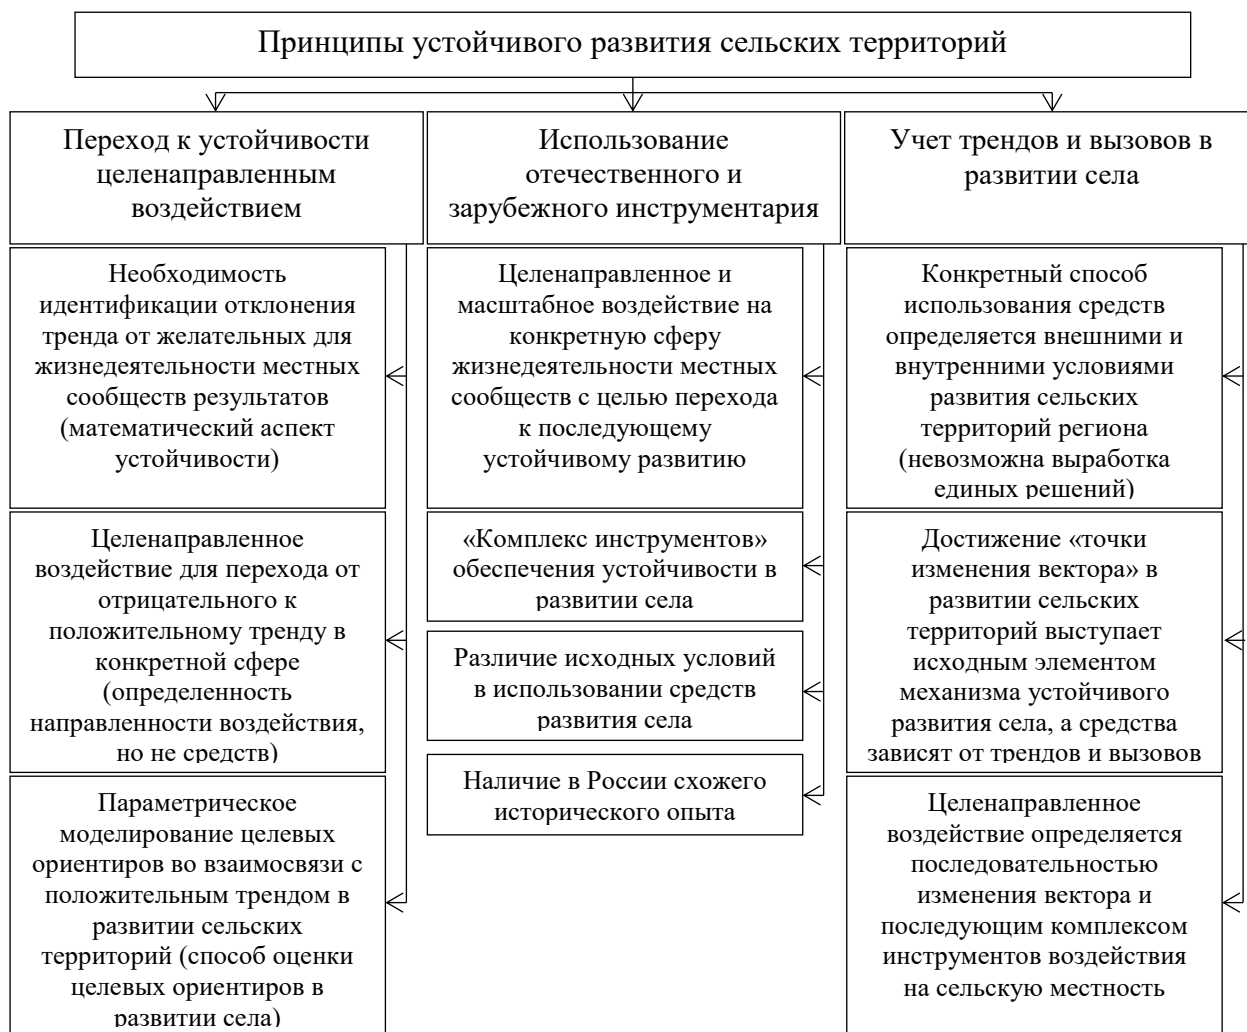 Принципы устойчивого развития сельских территорий
Переход к устойчивости
целенаправленным
воздействием
Необходимость
идентификации отклонения
тренда от желательных для
жизнедеятельности местных
сообществ результатов
(математический аспект
устойчивости)
Целенаправленное
воздействие для перехода от
отрицательного к
положительному тренду в
конкретной сфере
(определенность
направленности воздействия,
но не средств)
Параметрическое
моделирование целевых
ориентиров во взаимосвязи с
положительным трендом в
развитии сельских
территорий (способ оценки
целевых ориентиров в
развитии села)
Использование
отечественного и
зарубежного инструментария
Целенаправленное и
масштабное воздействие на
конкретную сферу
жизнедеятельности местных
сообществ с целью перехода
к последующему
устойчивому развитию
«Комплекс инструментов»
обеспечения устойчивости в
развитии села
Различие исходных условий
в использовании средств
развития села
Наличие в России схожего
исторического опыта
Учет трендов и вызовов в
развитии села
Конкретный способ
использования средств
определяется внешними и
внутренними условиями
развития сельских
территорий региона
(невозможна выработка
единых решений)
Достижение «точки
изменения вектора» в
развитии сельских
территорий выступает
исходным элементом
механизма устойчивого
развития села, а средства
зависят от трендов и вызовов
Целенаправленное
воздействие определяется
последовательностью
изменения вектора и
последующим комплексом
инструментов воздействия
на сельскую местность